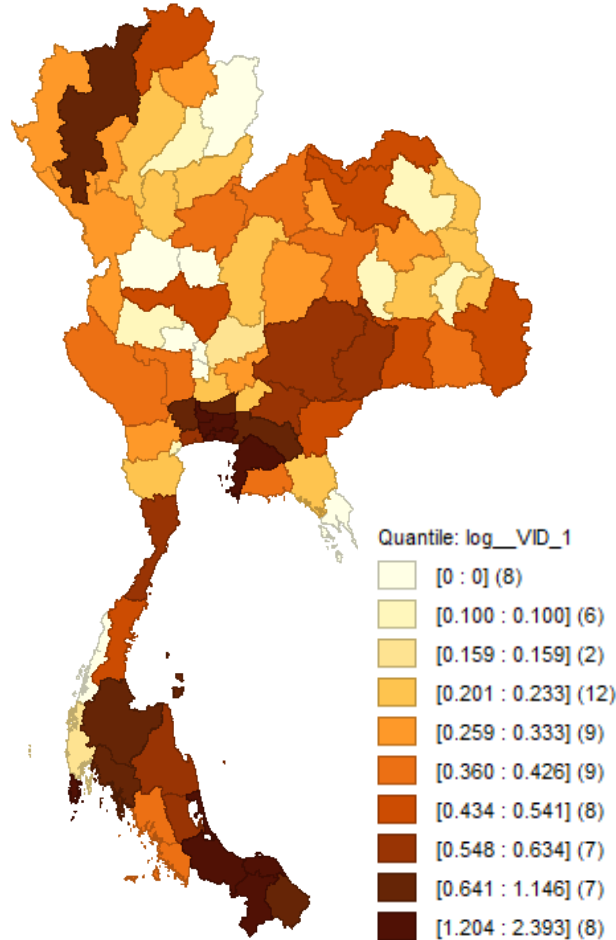 Quantile: log__VID_1
[0 : 0] (8)
[0.100 : 0.100] (6)
[0.159 : 0.159] (2)
[0.201 : 0.233] (12)
[0.259 : 0.333] (9)
[0.360 : 0.426] (9)
[0.434 : 0.541] (8)
[0.548 : 0.634] (7)
[0.641 : 1.146] (7)
[1.204 : 2.393] (8)